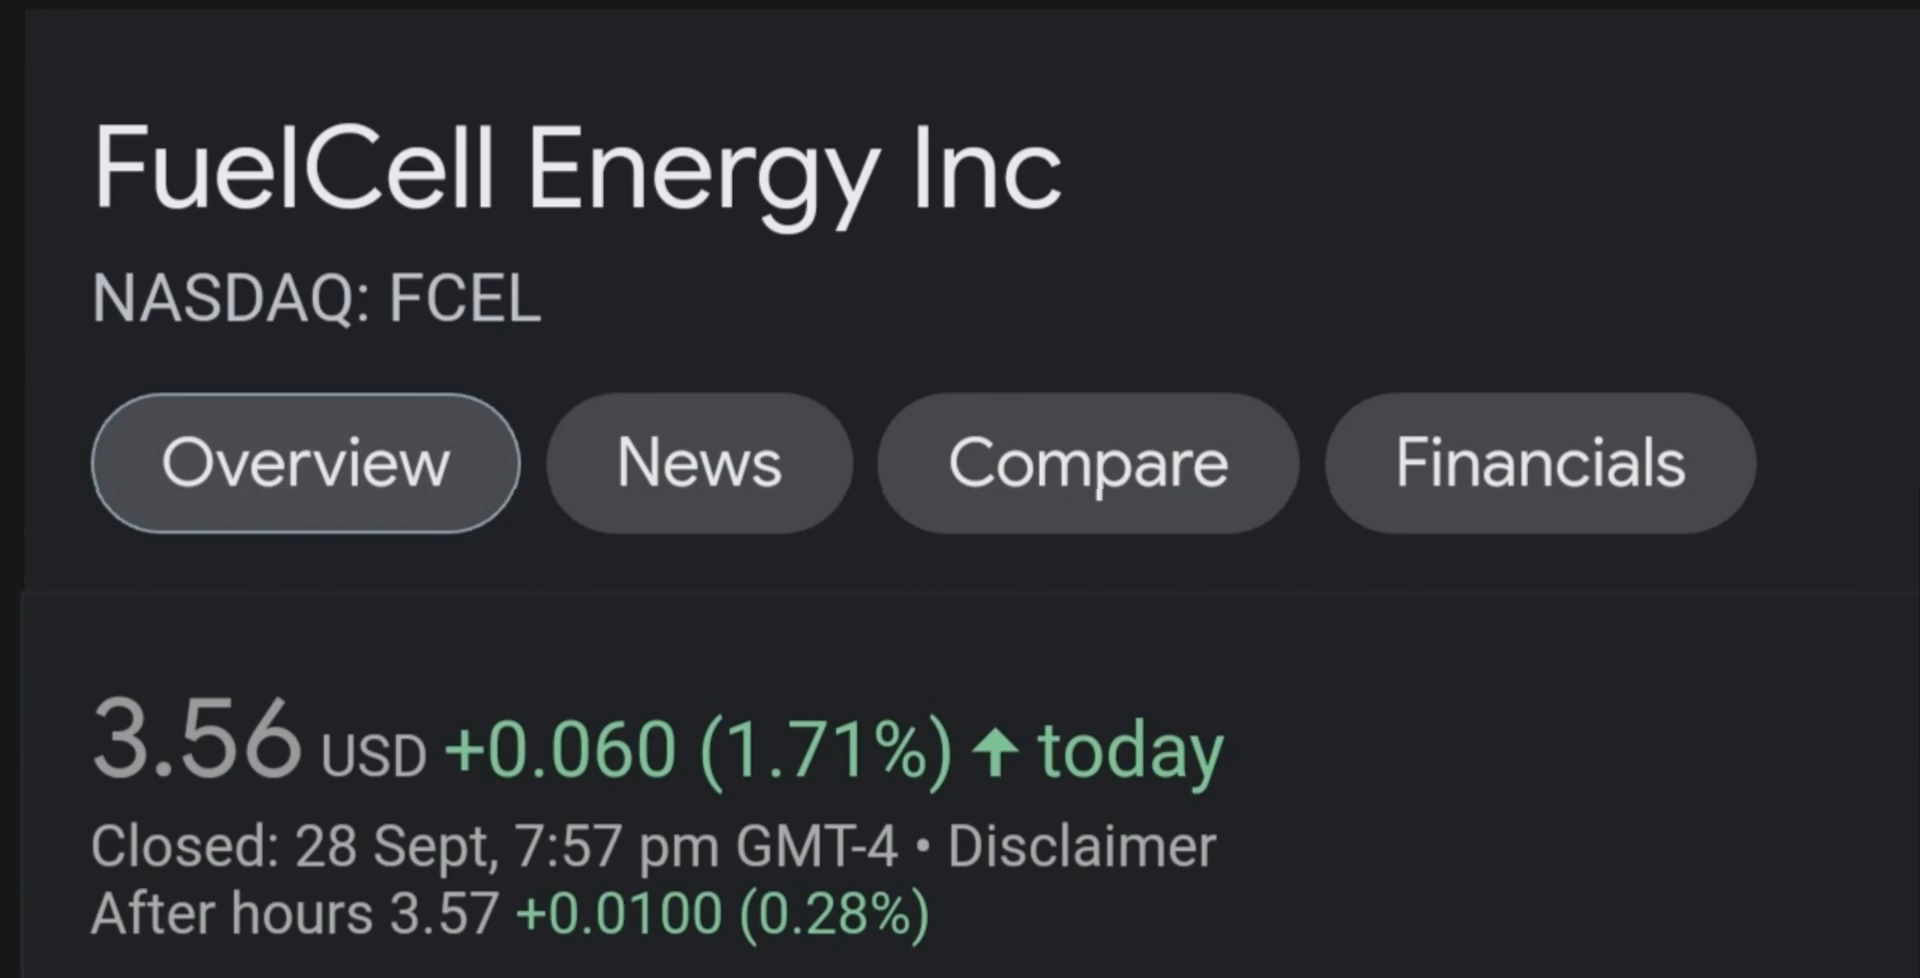 FuelCell Energy Inc
NASDAQ: FCEL
Overview News Compare Financials
3.56 USD +0.060 (1.71%) ↑ today
Closed: 28 Sept, 7:57 pm GMT-4 • Disclaimer
After hours 3.57 +0.0100 (0.28%)